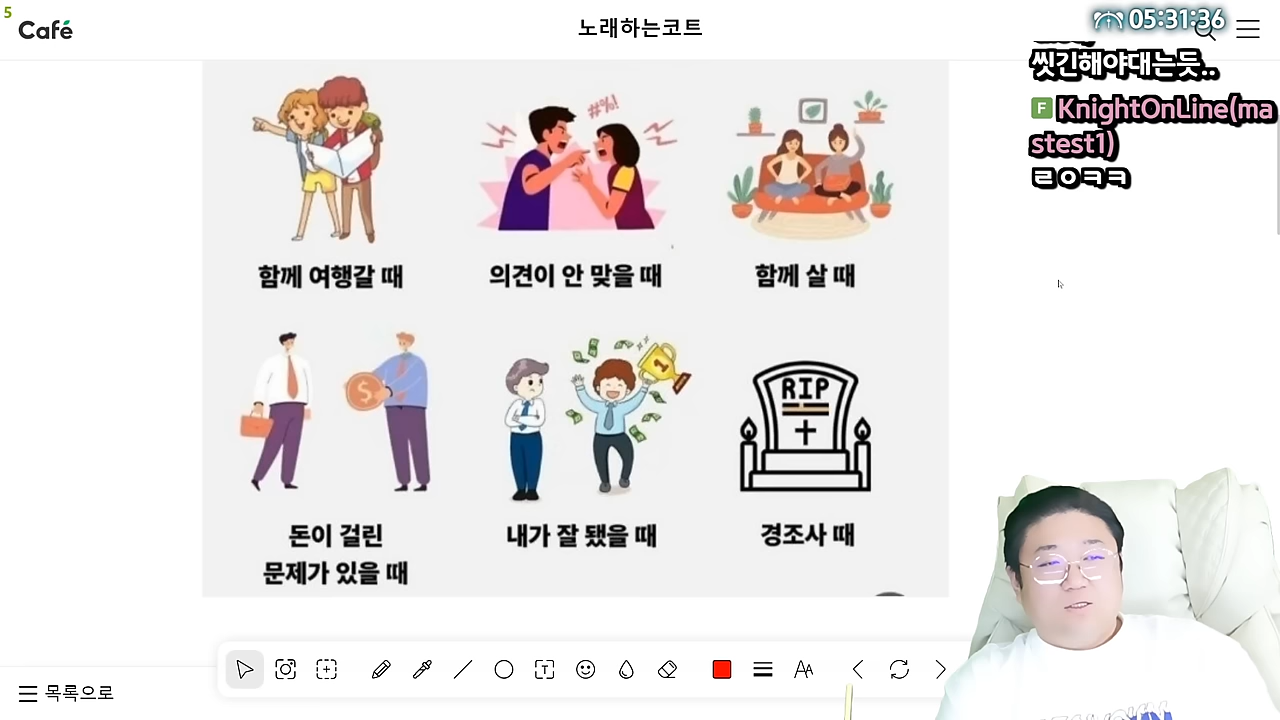 5
Café
노래하는코트
05:31:36
씻긴해야대는듯..
F KnightOnLine(ma
stest1)
ㄹㅇㅋㅋ
#%!
함께 여행갈 때
의견이 안 맞을 때
함께 살 때
$
1
RIP
돈이 걸린
문제가 있을 때
내가 잘 됐을 때
경조사 때
T
AA
목록으로